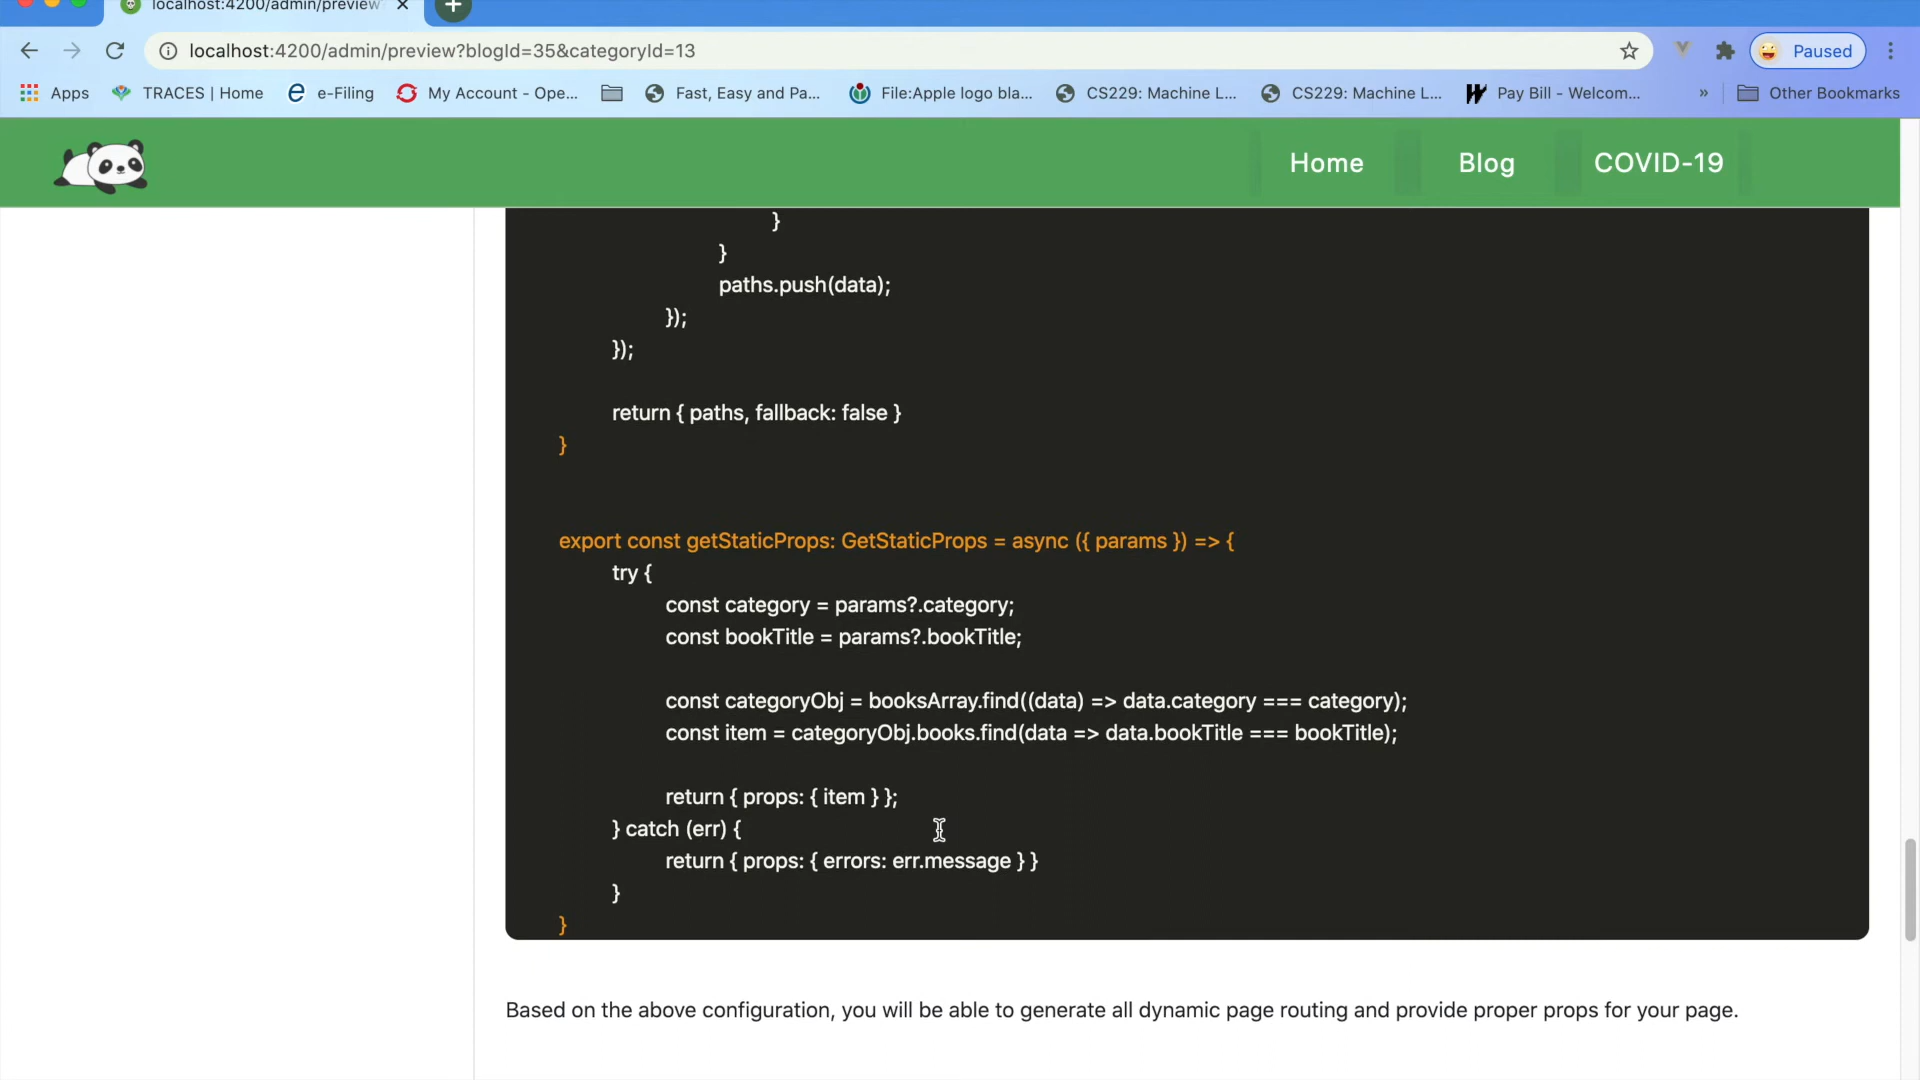 localhost:4200/admin/preview
localhost:4200/admin/preview?blogId=35&categoryId=13
Paused
Apps
TRACES | Home
e-Filing
My Account - Ope...
Fast, Easy and Pa...
File:Apple logo bla...
CS229: Machine L...
CS229: Machine L...
Pay Bill - Welcom...
»
Other Bookmarks
Home
Blog
COVID-19
}
}
paths.push(data);
});
});
return { paths, fallback: false }
}
export const getStaticProps: GetStaticProps = async ({ params }) => {
try {
const category = params?.category;
const bookTitle = params?.bookTitle;
const categoryObj = booksArray.find((data) => data.category === category);
const item = categoryObj.books.find(data => data.bookTitle === bookTitle);
return { props: { item } };
} catch (err) {
return { props: { errors: err.message } }
}
}
Based on the above configuration, you will be able to generate all dynamic page routing and provide proper props for your page.